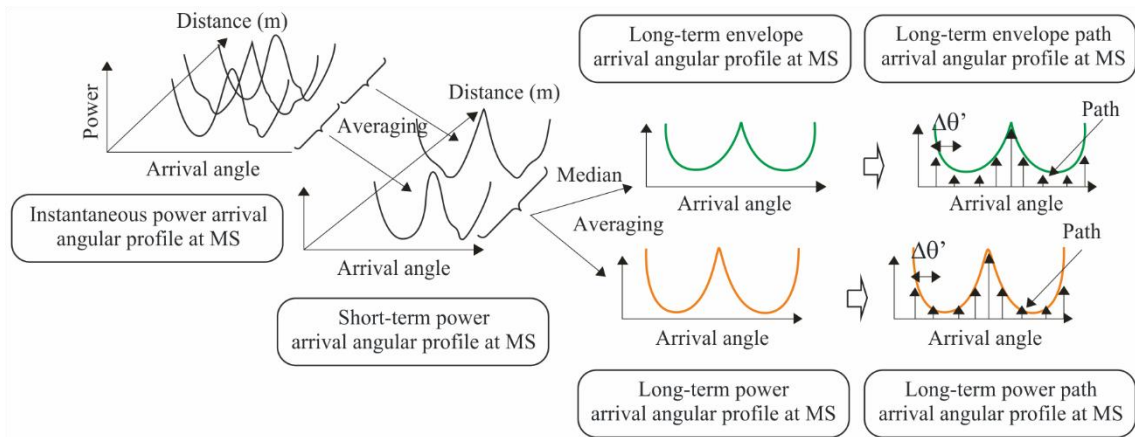 Distance (m)
Power
Arrival angle
Instantaneous power arrival
angular profile at MS
Averaging
Distance (m)
Arrival angle
Short-term power
arrival angular profile at MS
Median
Averaging
Long-term envelope
arrival angular profile at MS
Arrival angle
Long-term envelope path
arrival angular profile at MS
Δθ’
Path
Arrival angle
Arrival angle
Long-term power
arrival angular profile at MS
Δθ’
Path
Arrival angle
Long-term power path
arrival angular profile at MS